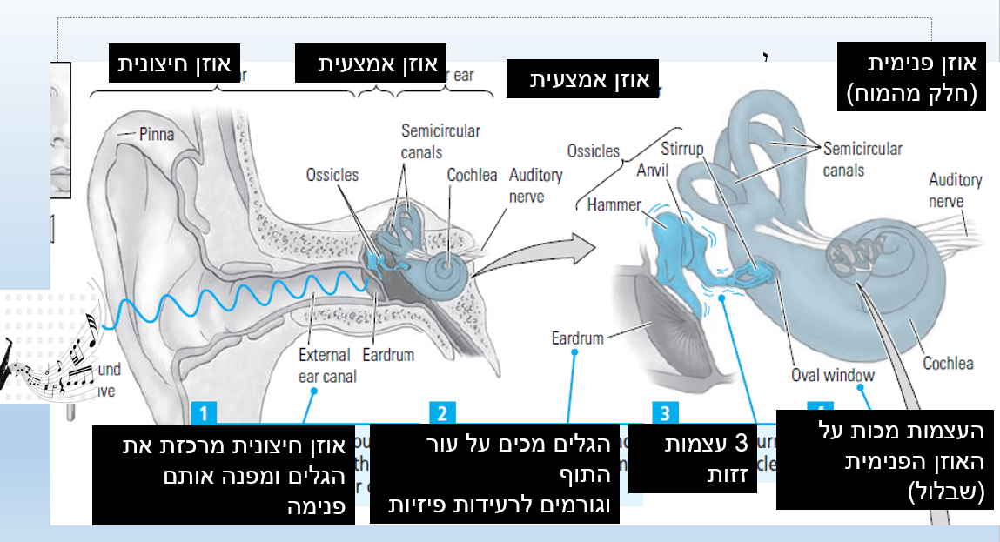 אוזן חיצונית
אוזן אמצעית
ear
אוזן אמצעית
אוזן פנימית
(חלק מהמוח)
Pinna
Semicircular
canals
Ossicles
Cochlea
Auditory
nerve
Ossicles
Stirrup
Anvil
Hammer
Semicircular
canals
Auditory
nerve
Eardrum
External
ear canal
Eardrum
Oval window
Cochlea
1
2
3
אוזן חיצונית מרכזת את
הגלים ומפנה אותם
פנימה
הגלים מכים על עור
התוף
וגורמים לרעידות פיזיות
3 עצמות
זזות
העצמות מכות על
האוזן הפנימית
(שבלול)